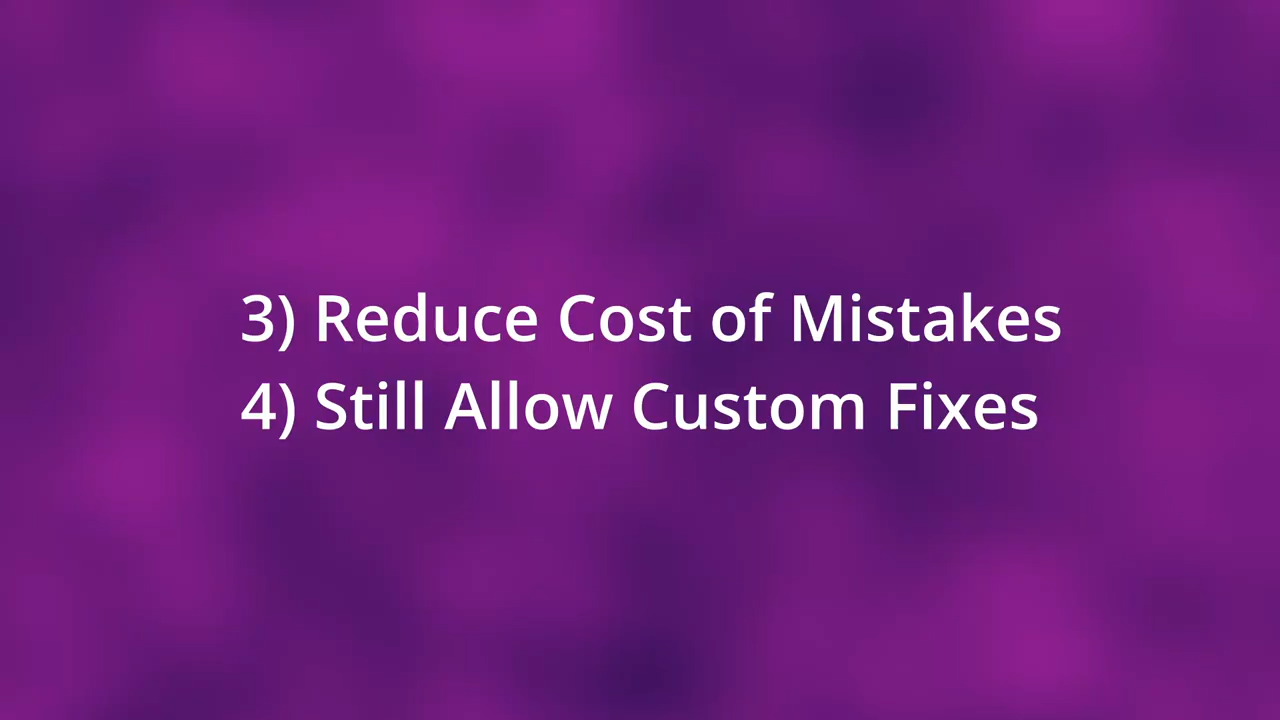 3) Reduce Cost of Mistakes
4) Still Allow Custom Fixes